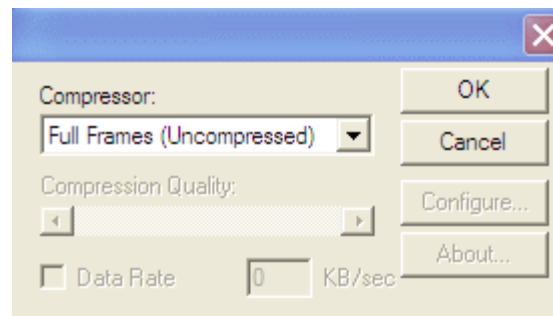 Compressor:
OK
Full Frames (Uncompressed)
Cancel
Compression Quality:
Configure...
About...
Data Rate 0 KB/sec